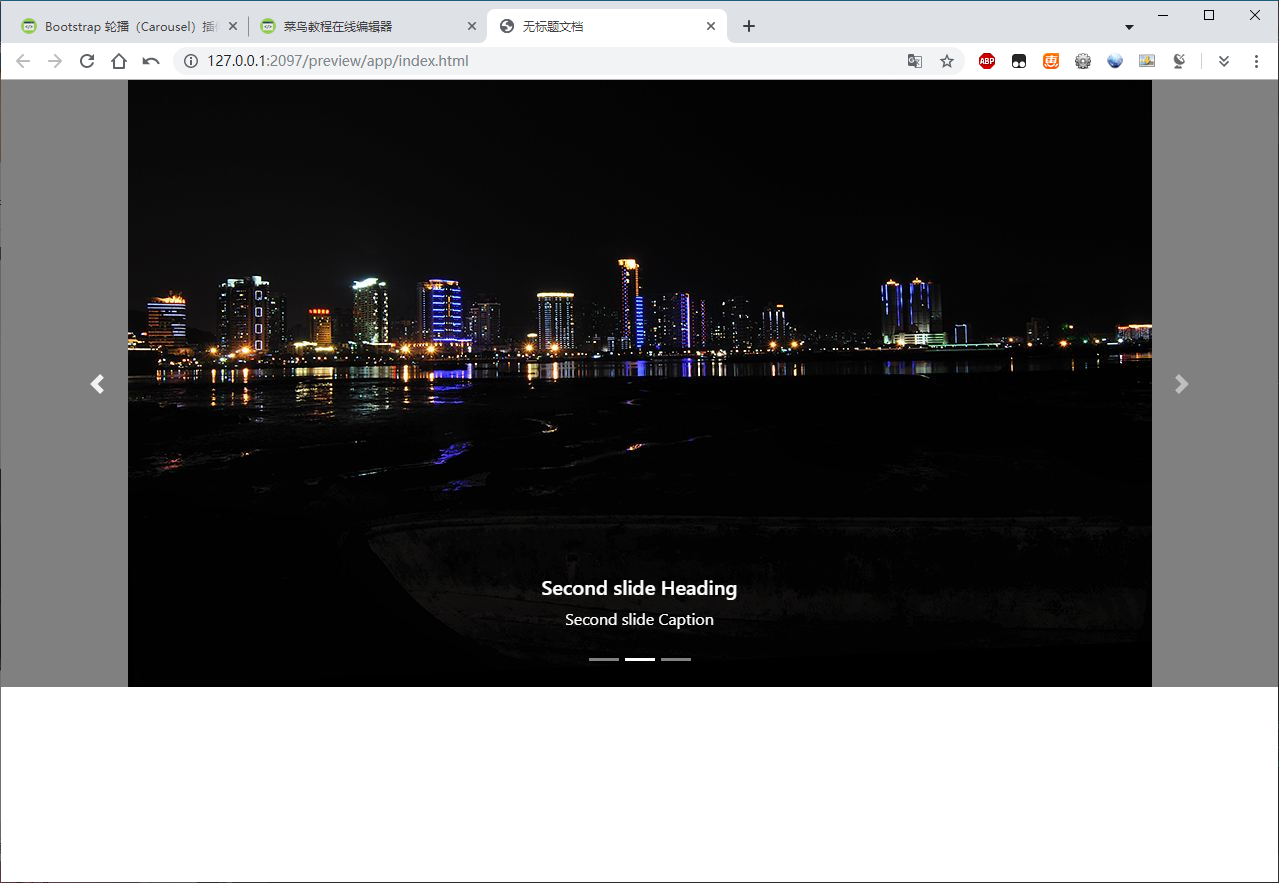 Bootstrap 轮播（Carousel）插
菜鸟教程在线编辑器
无标题文档
127.0.0.1:2097/preview/app/index.html
ABP
Second slide Heading
Second slide Caption